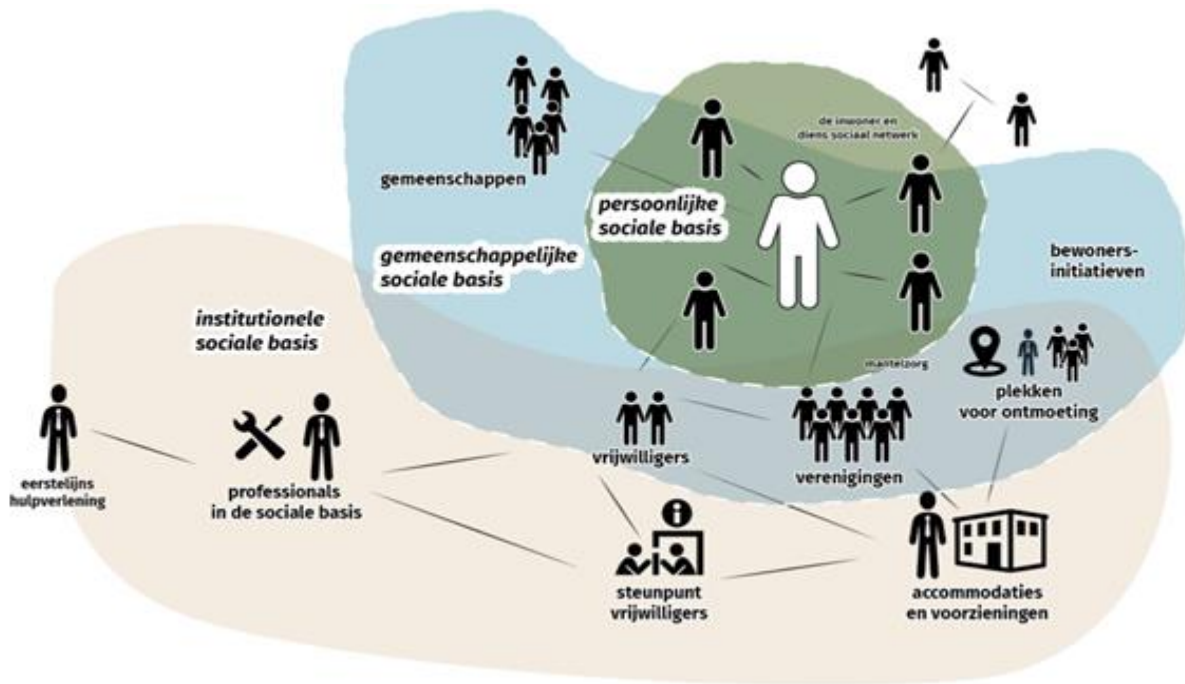 de inwoner en
diens sociaal netwerk
gemeenschappen
persoonlijke
sociale basis
gemeenschappelijke
sociale basis
bewoners-
initiatieven
institutionele
sociale basis
mantelzorg
plekken
voor ontmoeting
vrijwilligers
verenigingen
eerstelijns
hulpverlening
professionals
in de sociale basis
steunpunt
vrijwilligers
accommodaties
en voorzieningen